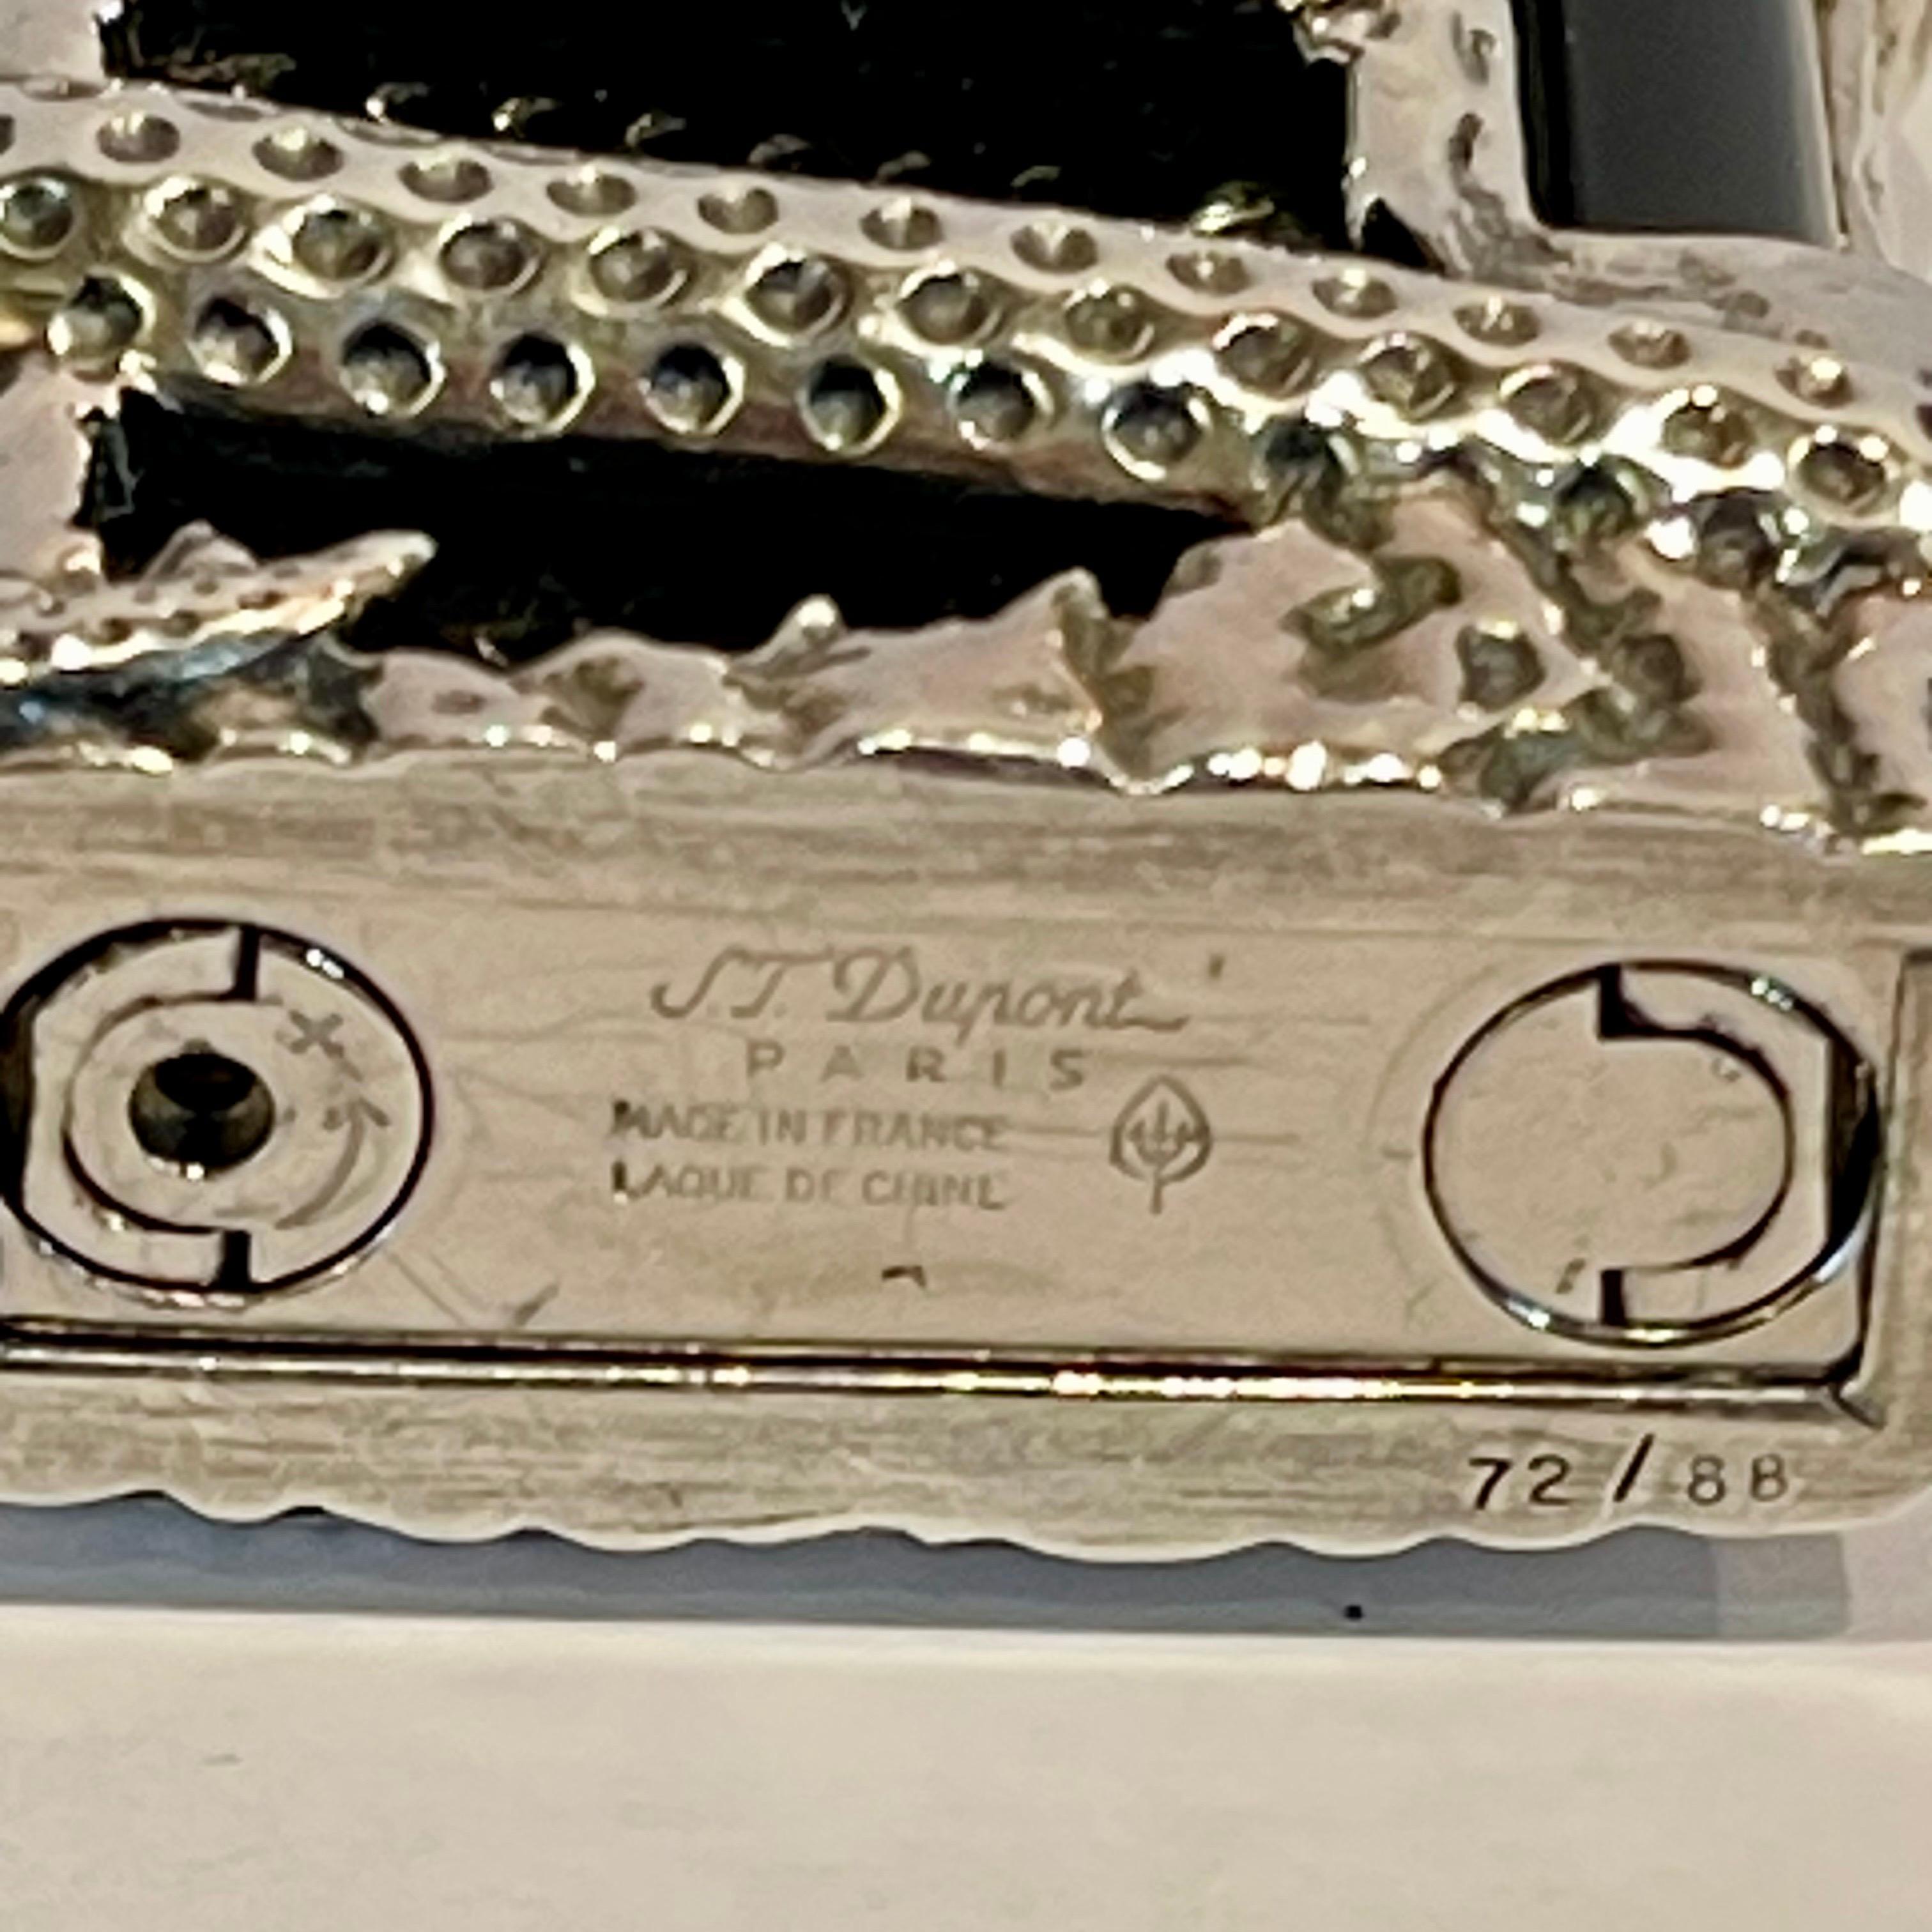 S.T. Dupont
PARIS
MADE IN FRANCE
LAQUE DE CHINE
72/88